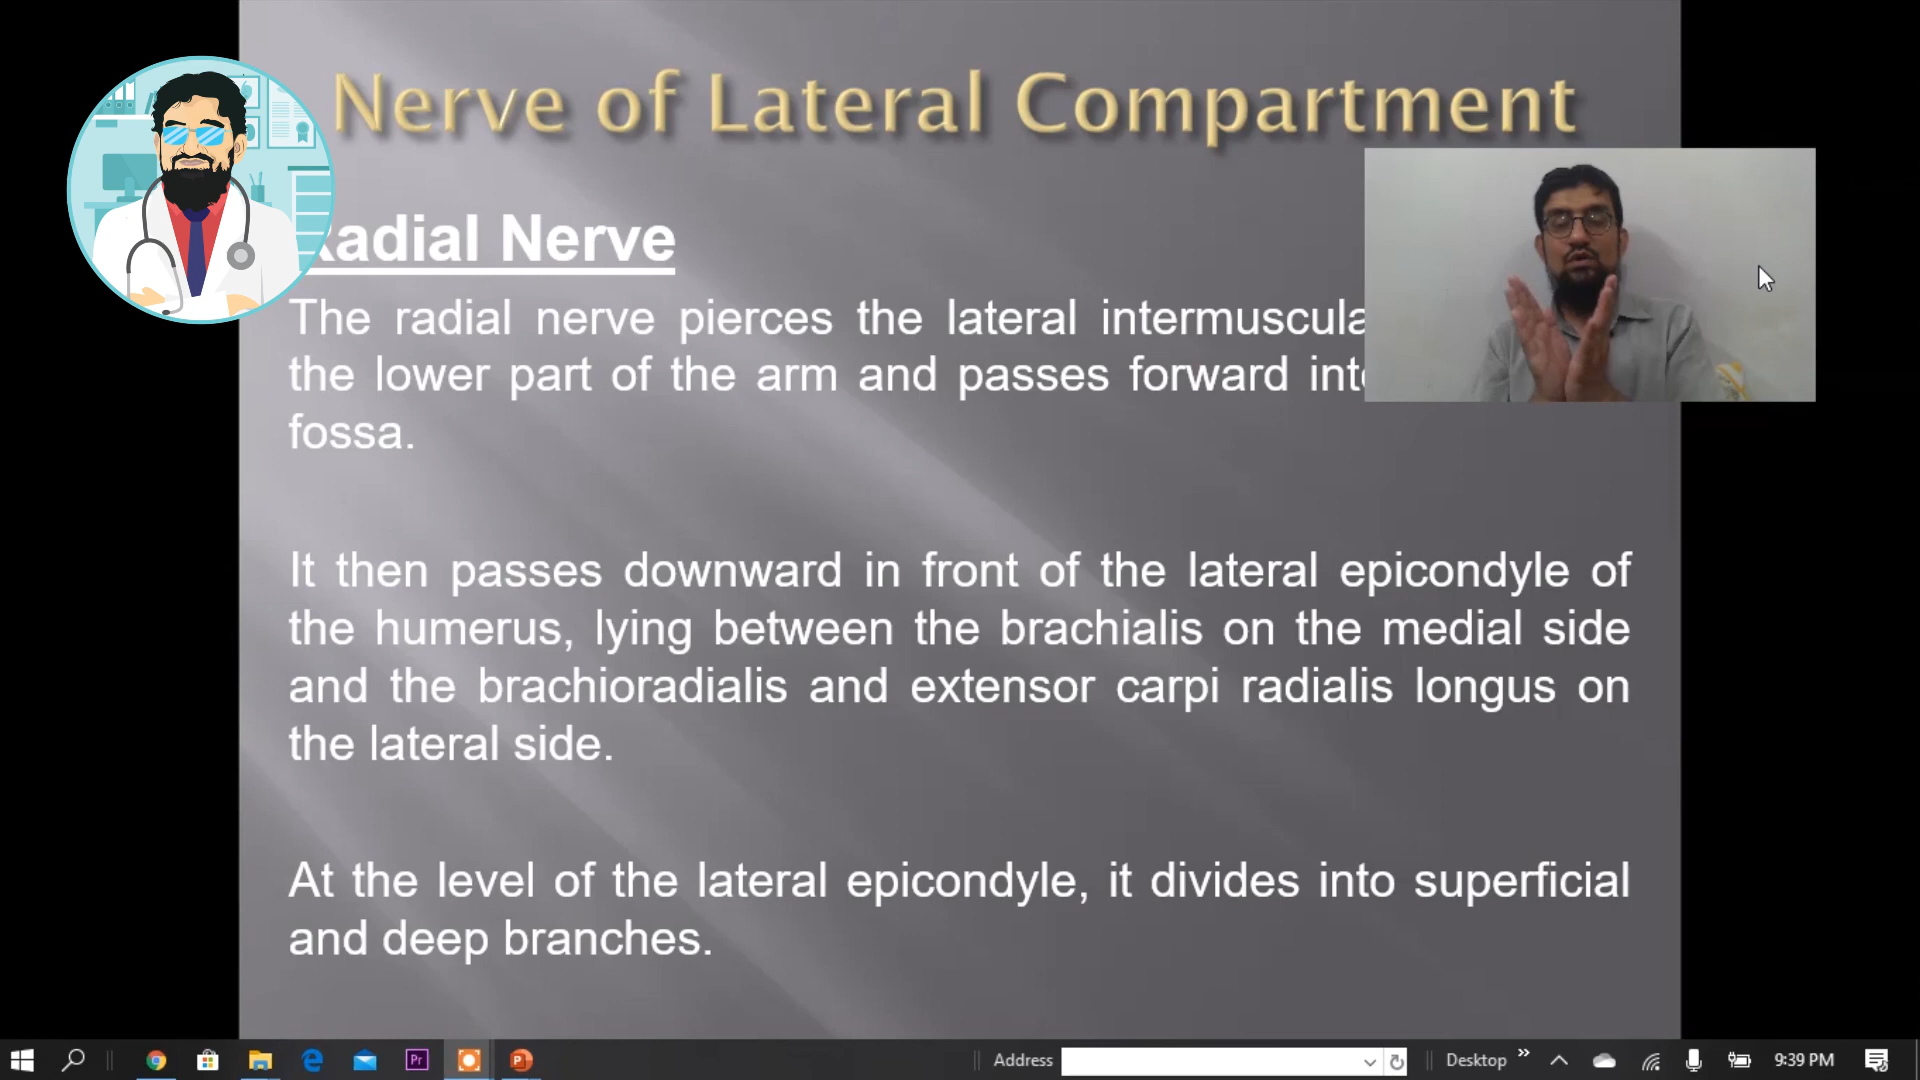 Nerve of Lateral Compartment
Radial Nerve
The radial nerve pierces the lateral
the lower part of the arm and passes forward
fossa.
It then passes downward in front of the lateral epicondyle of
the humerus, lying between the brachialis on the medial side
and the brachioradialis and extensor carpi radialis longus on
the lateral side.
At the level of the lateral epicondyle, it divides into superficial
and deep branches.
Pr
Address
Desktop
9:39 PM